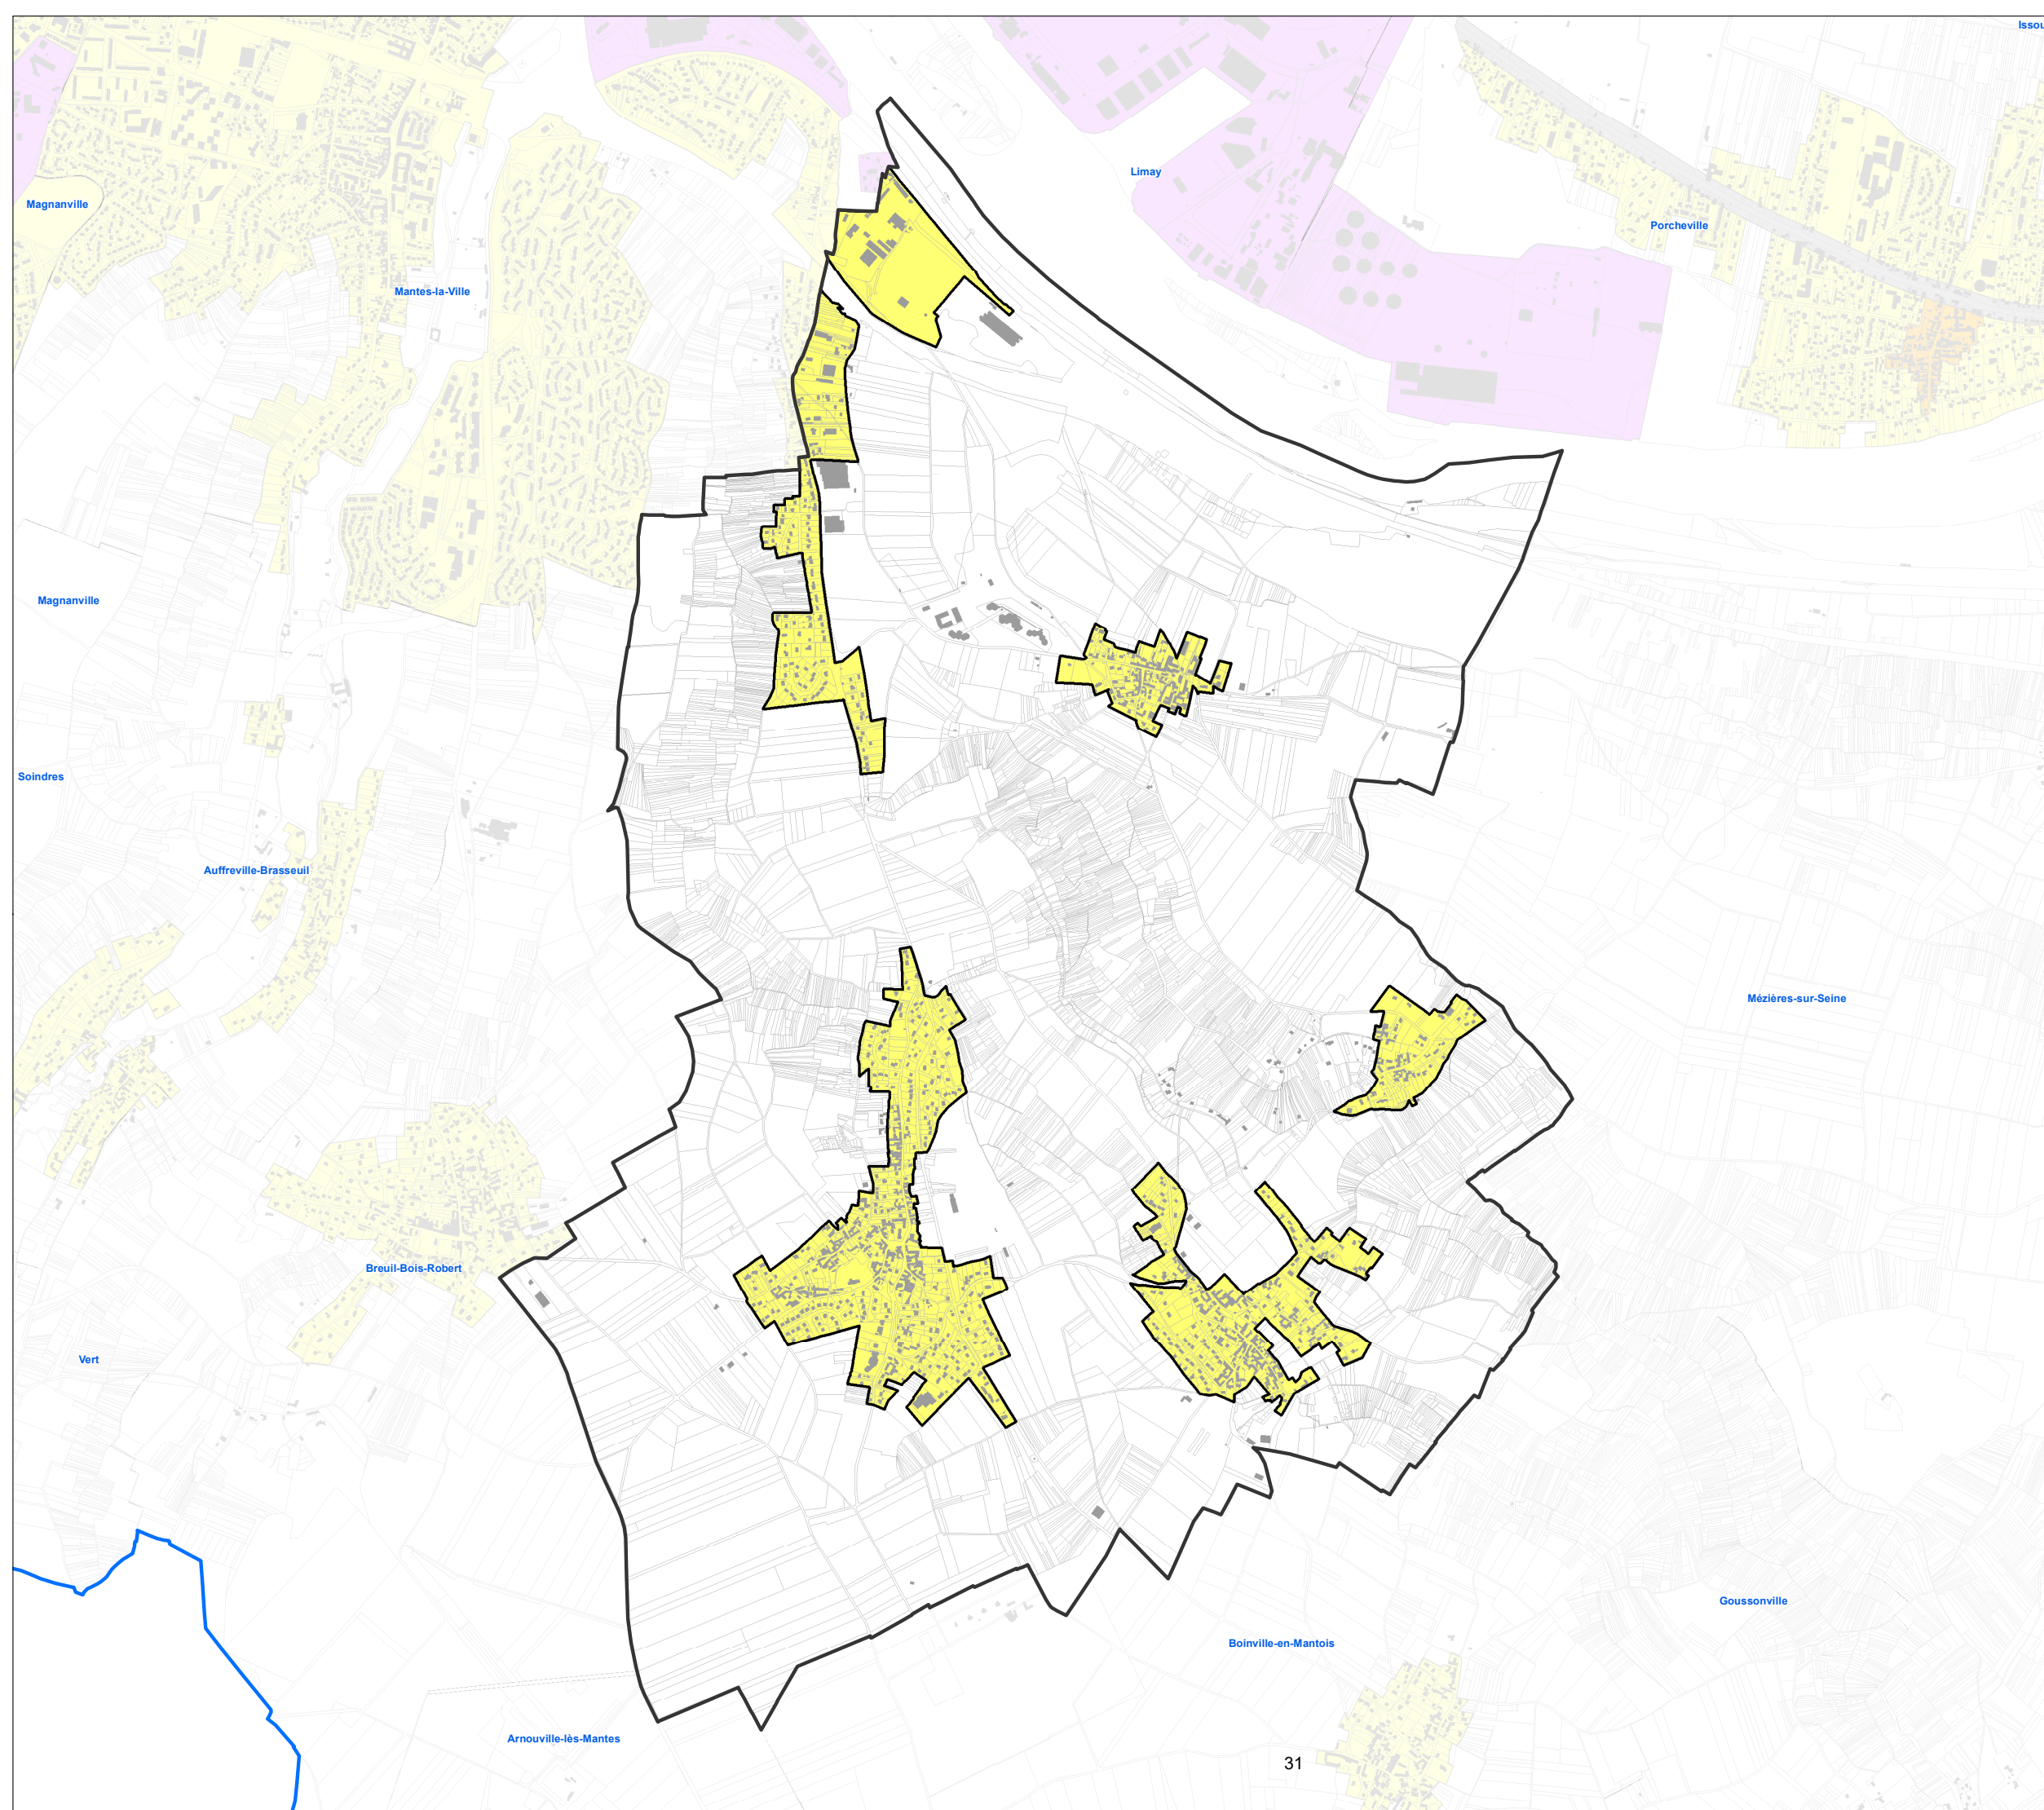 Issou
Limay
Magnanville
Porcheville
Mantes-la-Ville
Magnanville
Soindres
Auffreville-Brasseuil
Mézières-sur-Seine
Breuil-Bois-Robert
Vert
Goussonville
Boinville-en-Mantois
Arnouville-lès-Mantes
31